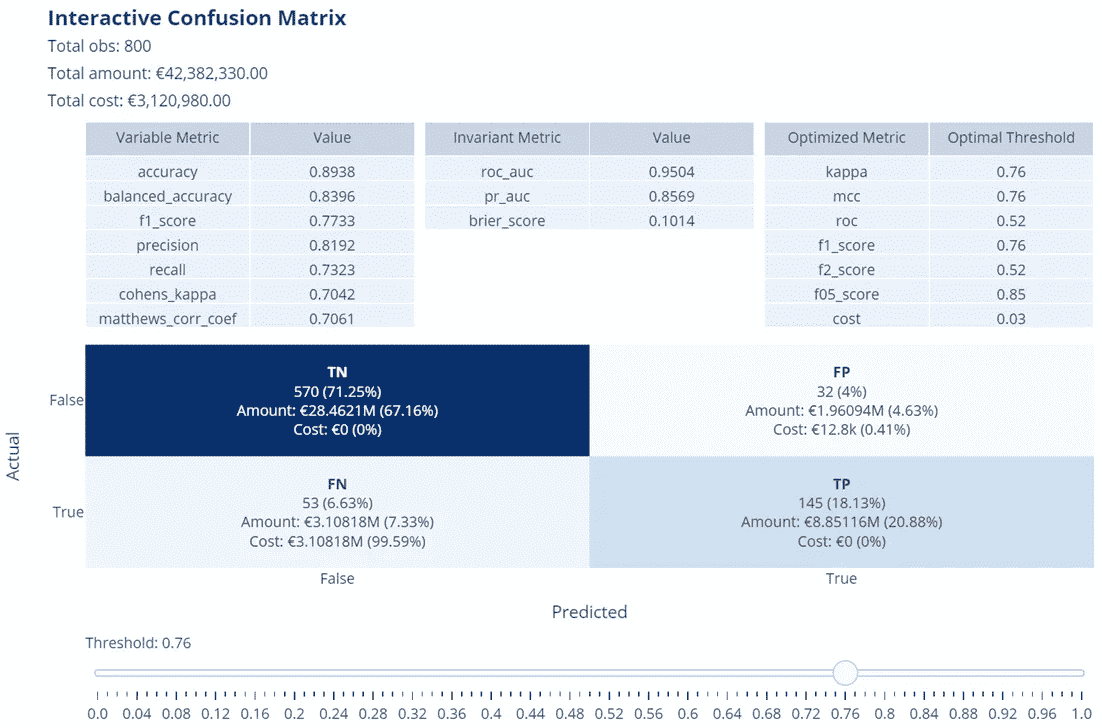 Interactive Confusion Matrix
Total obs: 800
Total amount: €42,382,330.00
Total cost: €3,120,980.00
Variable Metric Value Invariant Metric Value Optimized Metric Optimal Threshold
accuracy 0.8938 roc_auc 0.9504 kappa 0.76
balanced_accuracy 0.8396 pr_auc 0.8569 mcc 0.76
f1_score 0.7733 brier_score 0.1014 roc 0.52
precision 0.8192 f1_score 0.76
recall 0.7323 f2_score 0.52
cohens_kappa 0.7042 f05_score 0.85
matthews_corr_coef 0.7061 cost 0.03
Actual
False
TN
570 (71.25%)
Amount: €28.4621M (67.16%)
Cost: €0 (0%)
FP
32 (4%)
Amount: €1.96094M (4.63%)
Cost: €12.8k (0.41%)
True
FN
53 (6.63%)
Amount: €3.10818M (7.33%)
Cost: €3.10818M (99.59%)
TP
145 (18.13%)
Amount: €8.85116M (20.88%)
Cost: €0 (0%)
False True
Predicted
Threshold: 0.76
0.0 0.04 0.08 0.12 0.16 0.2 0.24 0.28 0.32 0.36 0.4 0.44 0.48 0.52 0.56 0.6 0.64 0.68 0.72 0.76 0.8 0.84 0.88 0.92 0.96 1.0